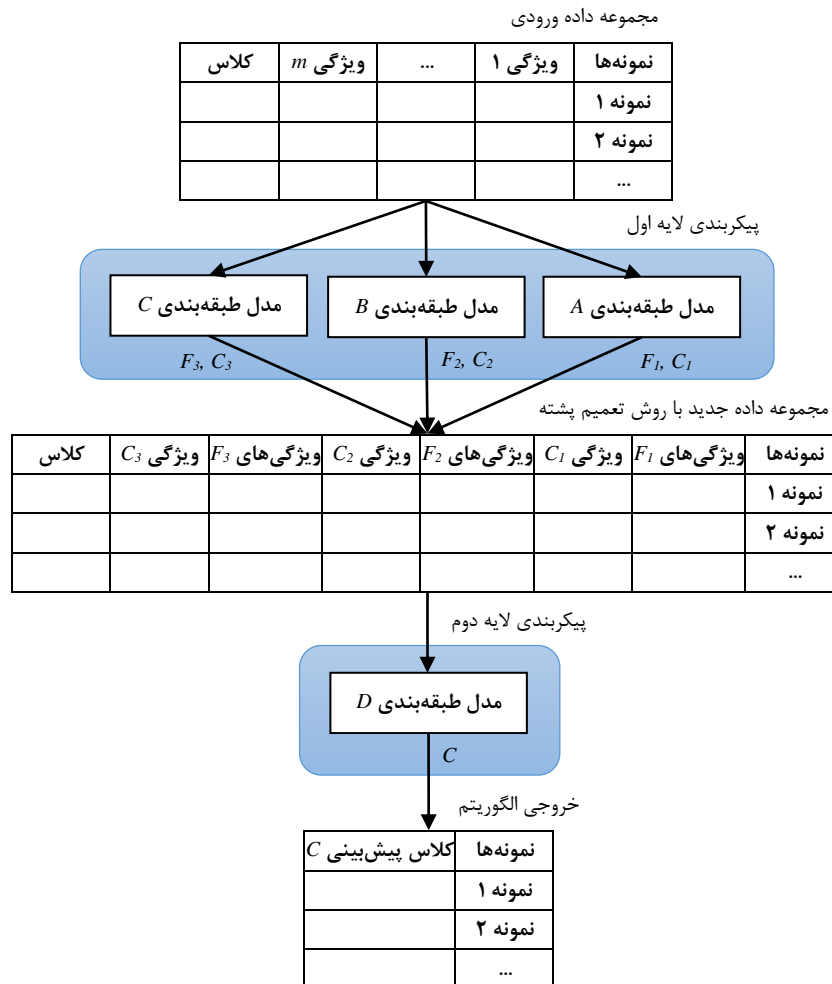 مجموعه داده ورودی
نمونه‌ها ویژگی ۱ ... ویژگی m کلاس
نمونه ۱
نمونه ۲
...
پیکربندی لایه اول
مدل طبقه‌بندی A مدل طبقه‌بندی B مدل طبقه‌بندی C
F1, C1 F2, C2 F3, C3
مجموعه داده جدید با روش تعمیم پشته
نمونه‌ها ویژگی‌های F1 ویژگی C1 ویژگی‌های F2 ویژگی C2 ویژگی‌های F3 ویژگی C3 کلاس
نمونه ۱
نمونه ۲
...
پیکربندی لایه دوم
مدل طبقه‌بندی D
C
خروجی الگوریتم
نمونه‌ها کلاس پیش‌بینی C
نمونه ۱
نمونه ۲
...